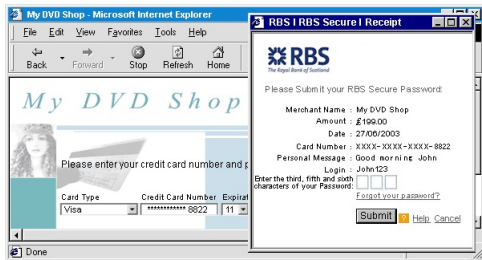 My DVD Shop - Microsoft Internet Explorer
File Edit View Favorites Tools Help
Back Forward Stop Refresh Home
My DVD Shop
Please enter your credit card number and
Card Type Credit Card Number
Visa ************ 8822 11
Done
RBS | RBS Secure | Receipt
RBS
The Royal Bank of Scotland
Please Submit your RBS Secure Password:
Merchant Name : My DVD Shop
Amount : £199.00
Date : 27/06/2003
Card Number : XXXX-XXXX-XXXX-8822
Personal Message : Good morning John
Login : John123
Enter the third, fifth and sixth
characters of your Password:
Forgot your password?
Submit ? Help Cancel